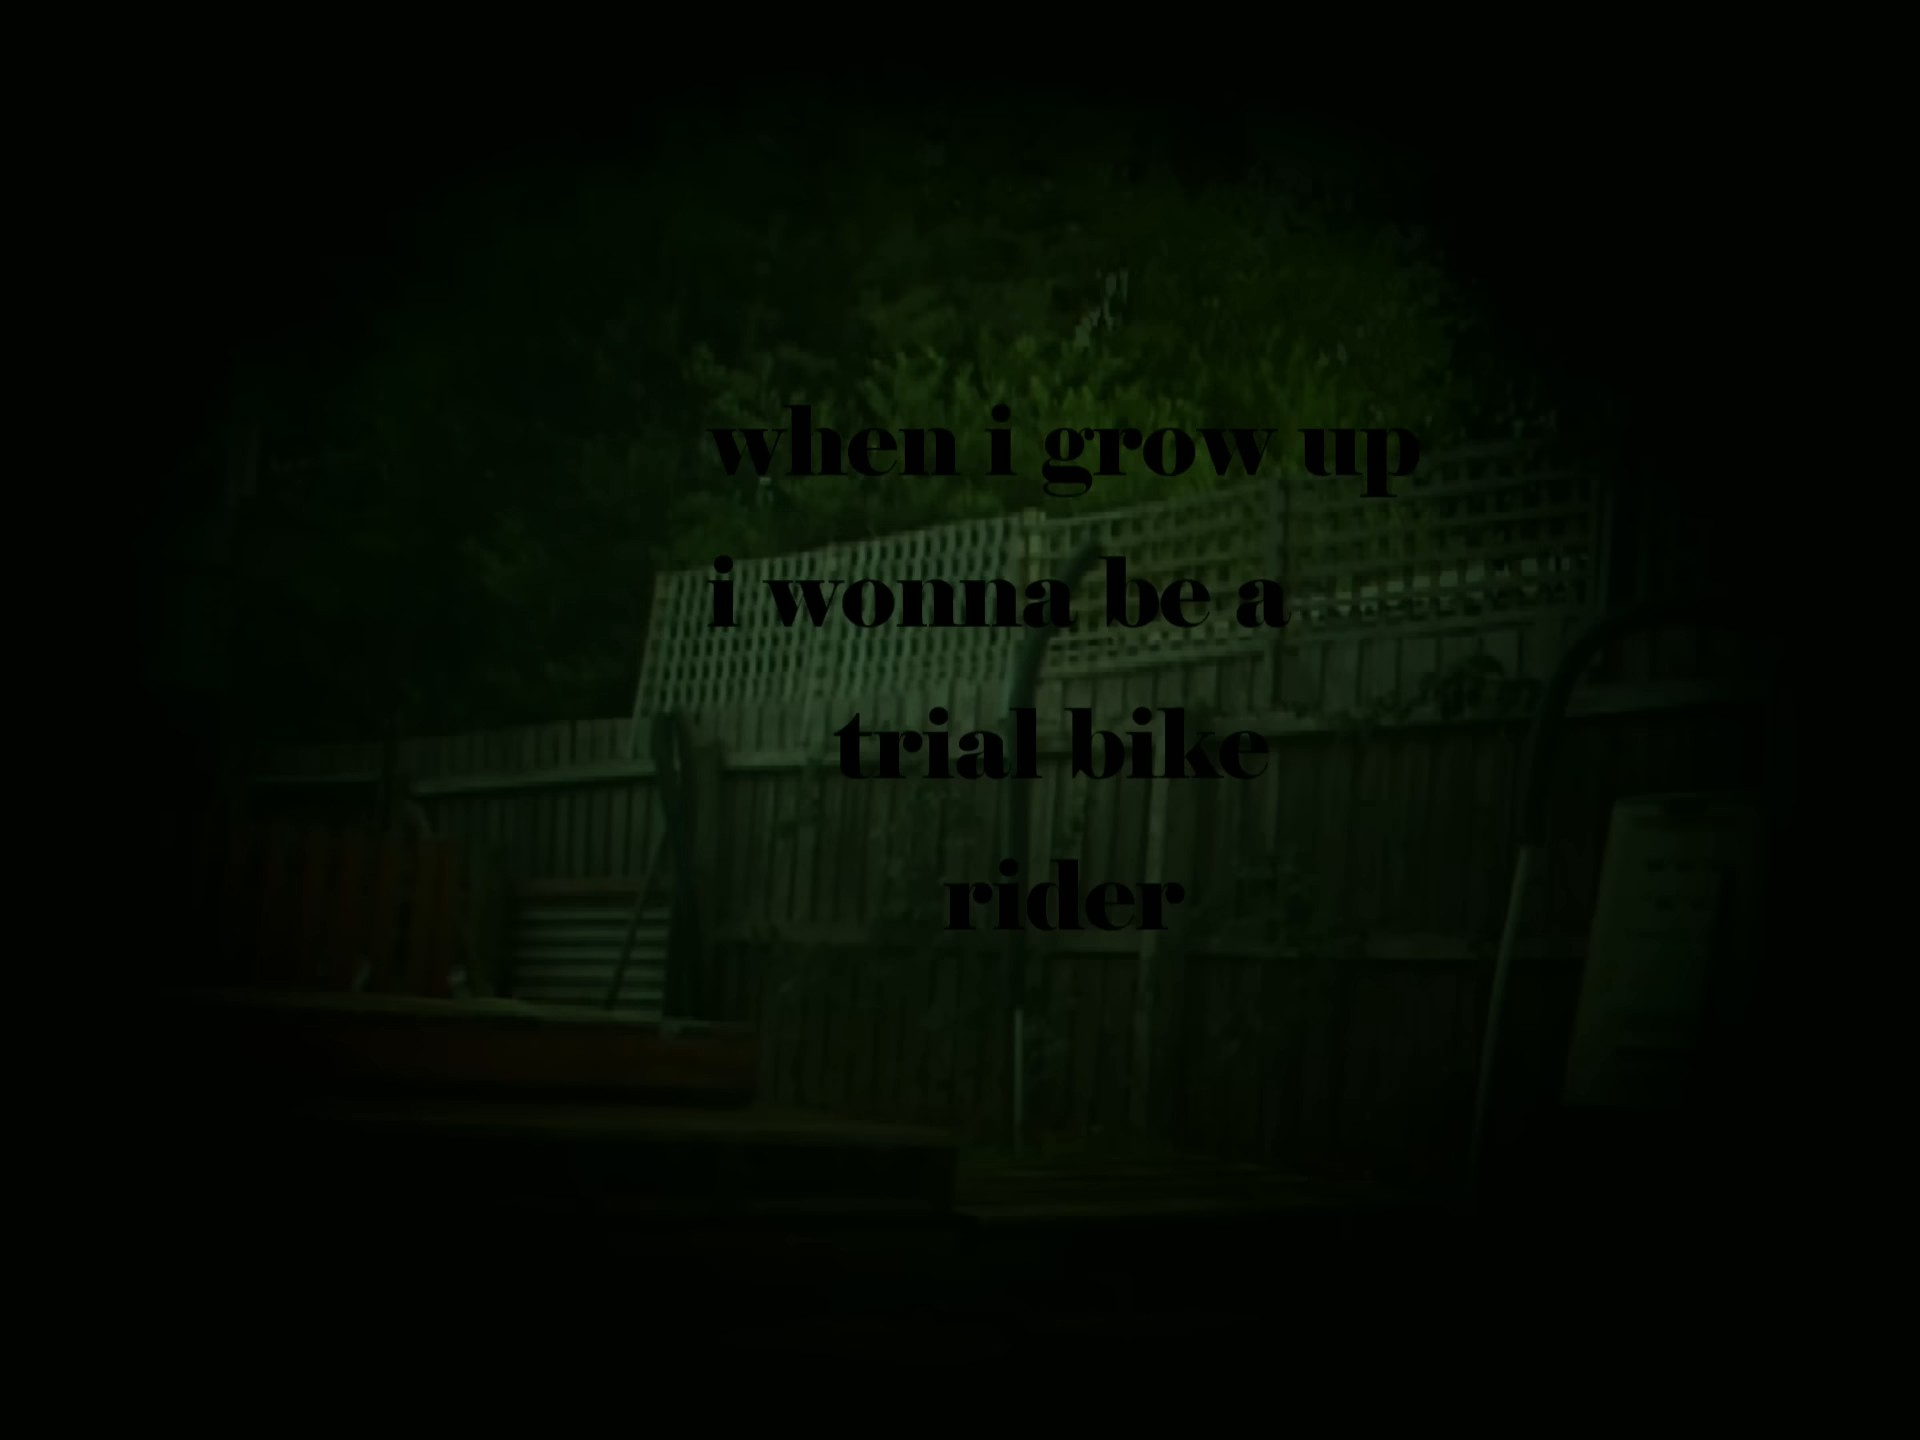 when i grow up
i wonna be a
trial bike
rider